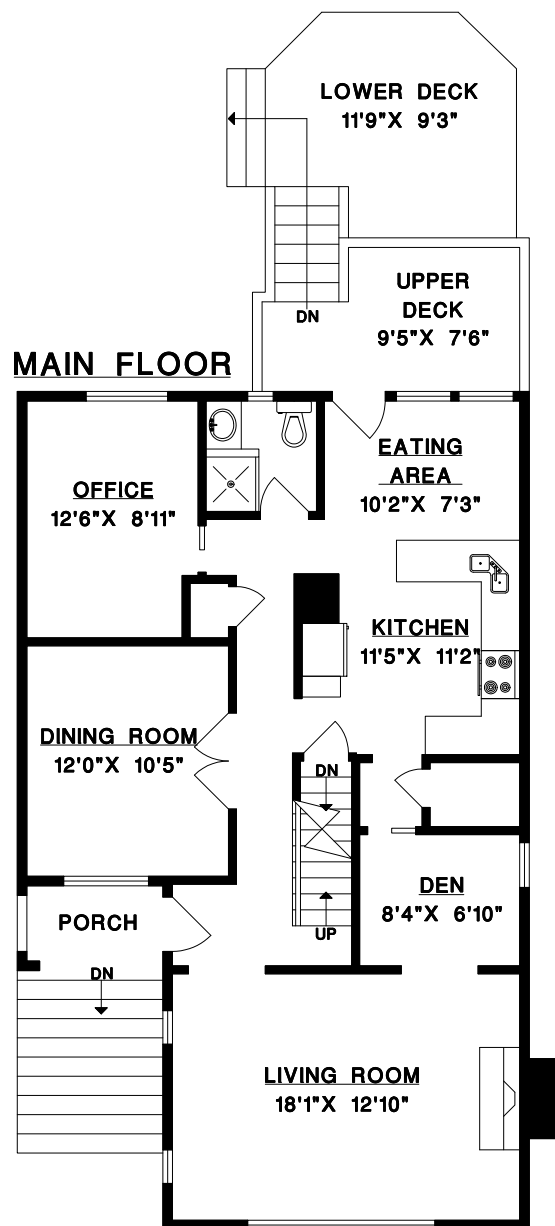 LOWER DECK
11'9"X 9'3"
UPPER
DECK
9'5"X 7'6"
DN
MAIN FLOOR
EATING
AREA
10'2"X 7'3"
OFFICE
12'6"X 8'11"
KITCHEN
11'5"X 11'2"
DINING ROOM
12'0"X 10'5"
DN
DEN
8'4"X 6'10"
PORCH
UP
DN
LIVING ROOM
18'1"X 12'10"